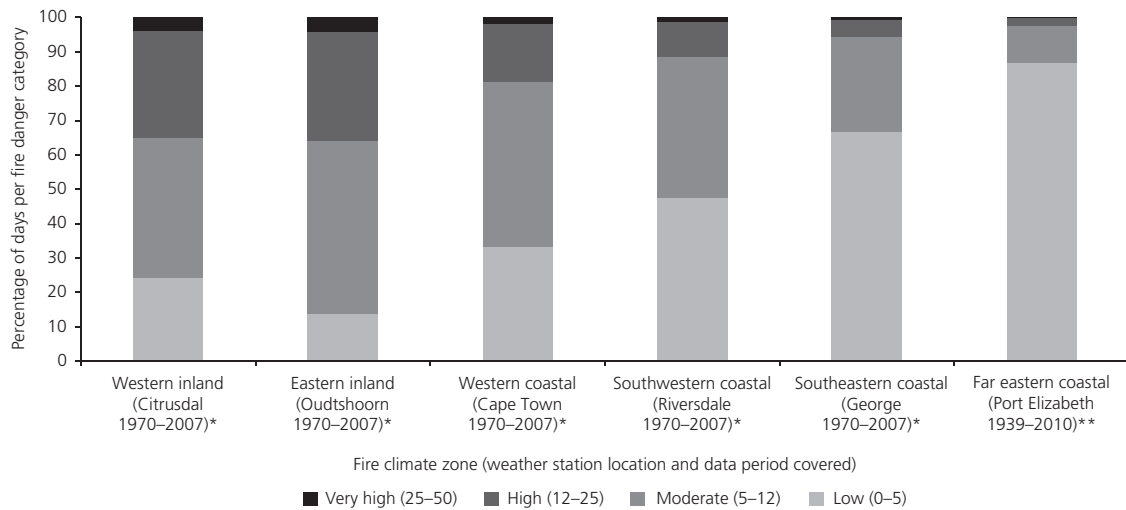 Percentage of days per fire danger category
100
90
80
70
60
50
40
30
20
10
0
Western inland
(Citrusdal
1970–2007)*
Eastern inland
(Oudtshoorn
1970–2007)*
Western coastal
(Cape Town
1970–2007)*
Southwestern coastal
(Riversdale
1970–2007)*
Southeastern coastal
(George
1970–2007)*
Far eastern coastal
(Port Elizabeth
1939–2010)**
Fire climate zone (weather station location and data period covered)
Very high (25–50) High (12–25) Moderate (5–12) Low (0–5)